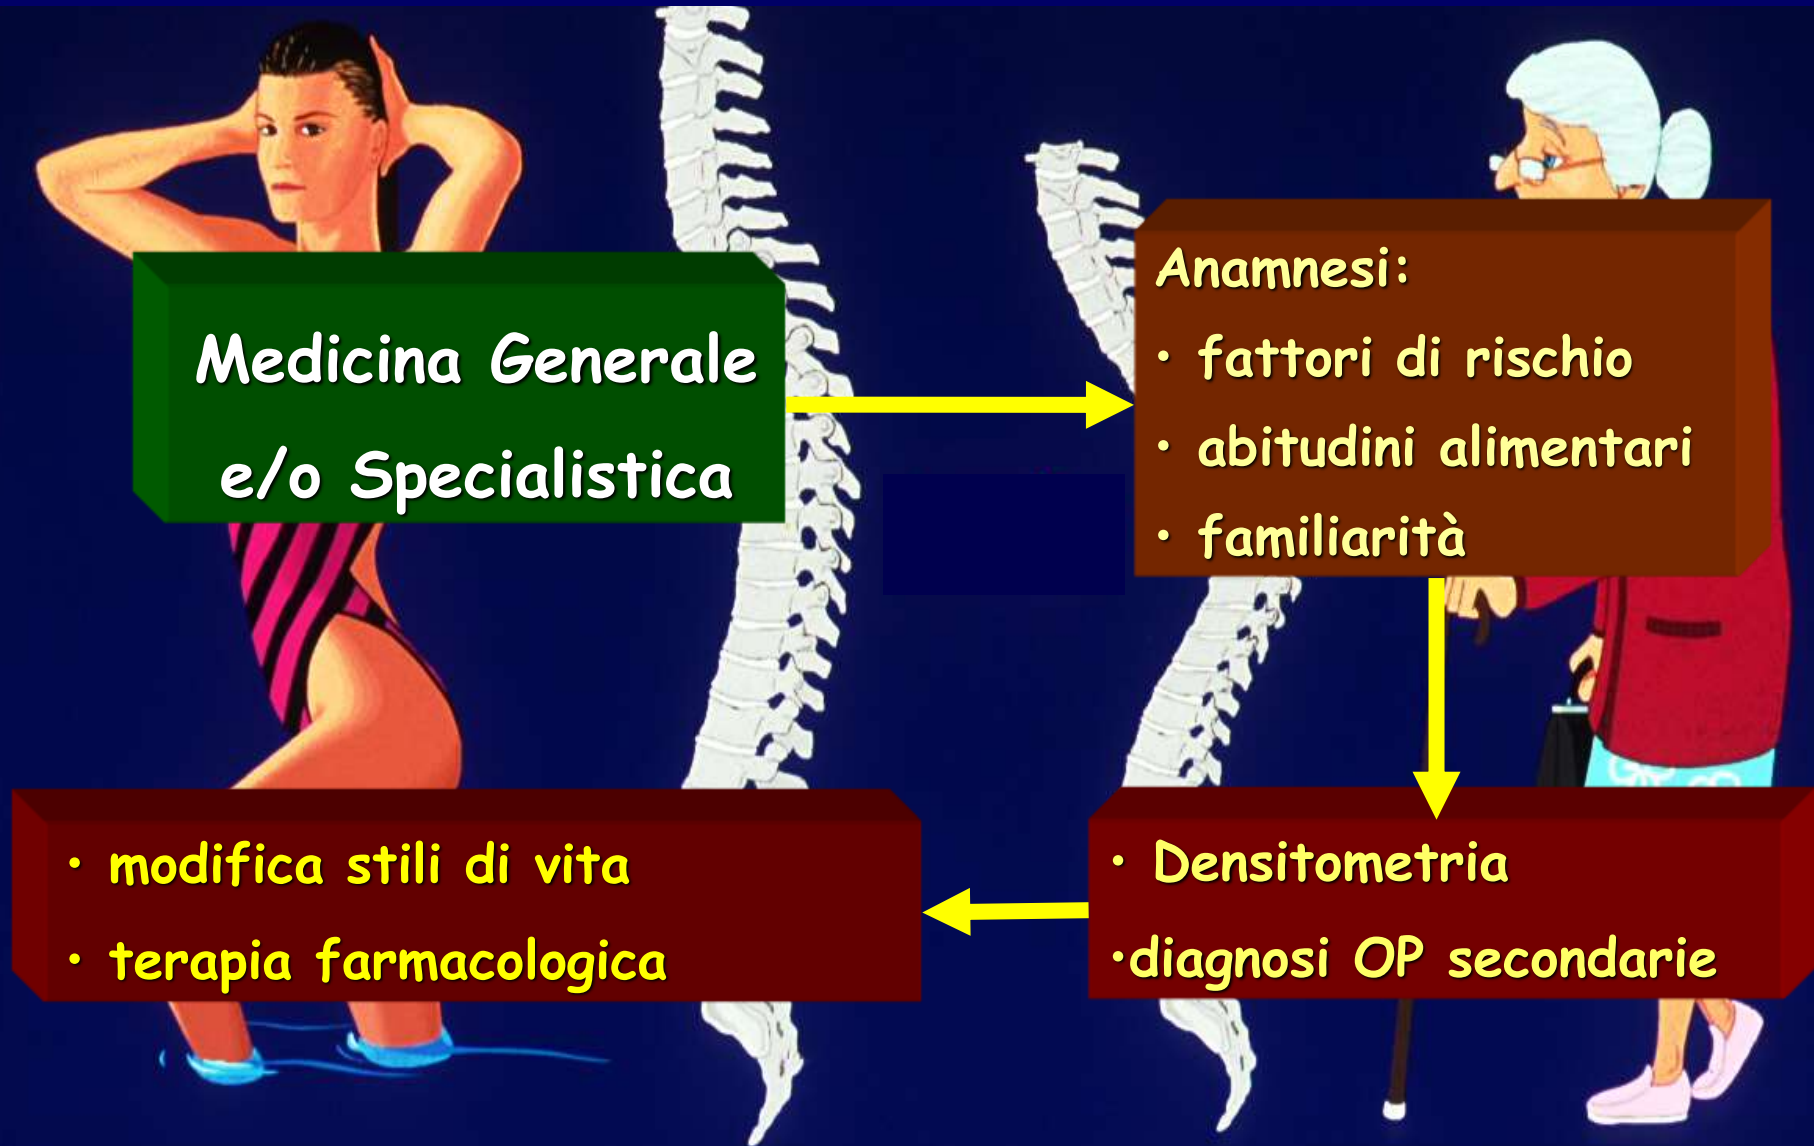 Medicina Generale
e/o Specialistica
Anamnesi:
• fattori di rischio
• abitudini alimentari
• familiarità
• Densitometria
•diagnosi OP secondarie
• modifica stili di vita
• terapia farmacologica